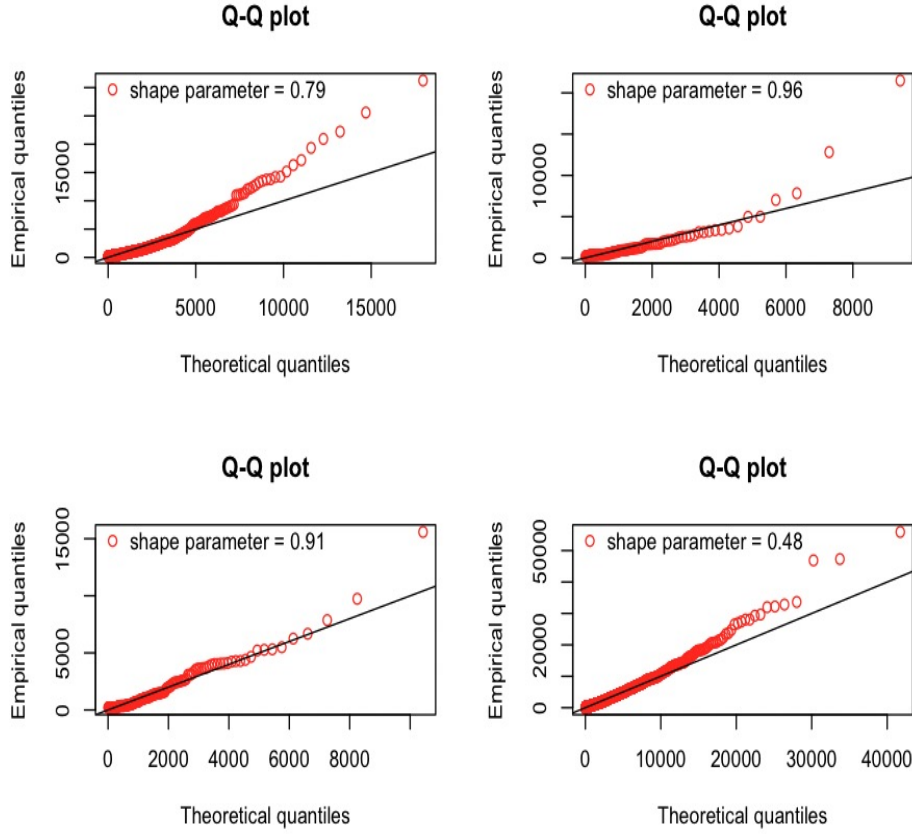 Q-Q plot
Empirical quantiles
0
15000
shape parameter = 0.79
0
5000
10000
15000
Theoretical quantiles
Q-Q plot
Empirical quantiles
0
10000
shape parameter = 0.96
0
2000
4000
6000
8000
Theoretical quantiles
Q-Q plot
Empirical quantiles
0
5000
15000
shape parameter = 0.91
0
2000
4000
6000
8000
Theoretical quantiles
Q-Q plot
Empirical quantiles
0
20000
50000
shape parameter = 0.48
0
10000
20000
30000
40000
Theoretical quantiles